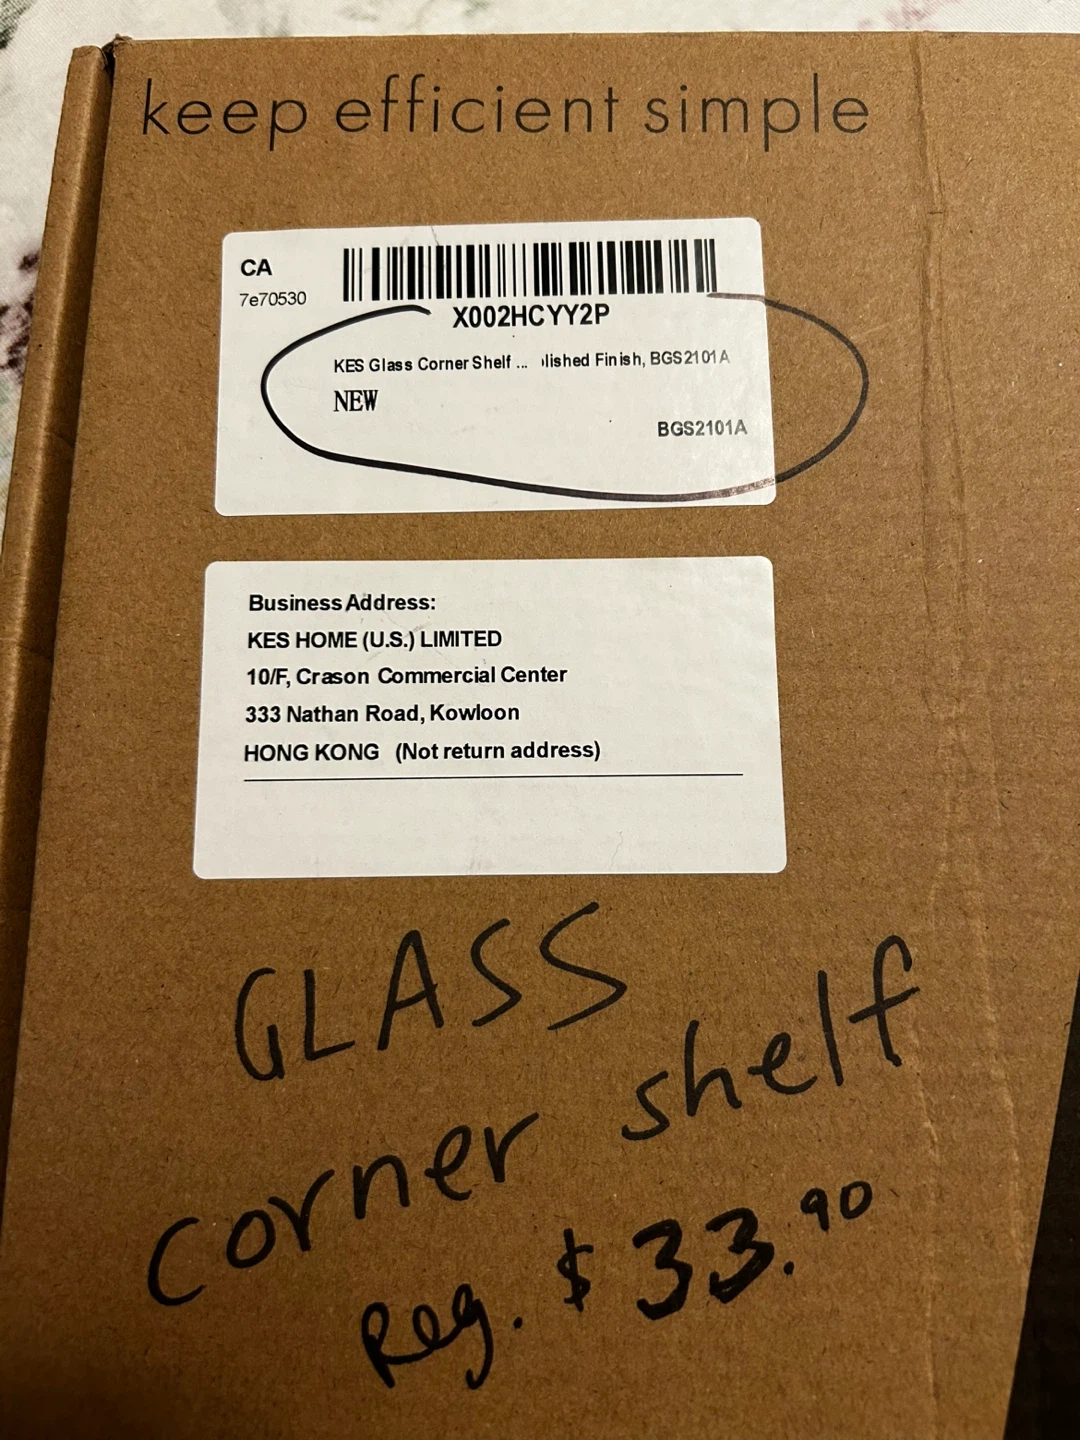 keep efficient simple
CA
7e70530
X002HCYY2P
KES Glass Corner Shelf ... lished Finish, BGS2101A
NEW
BGS2101A
Business Address:
KES HOME (U.S.) LIMITED
10/F, Crason Commercial Center
333 Nathan Road, Kowloon
HONG KONG (Not return address)
GLASS
corner shelf
Reg. $33.90